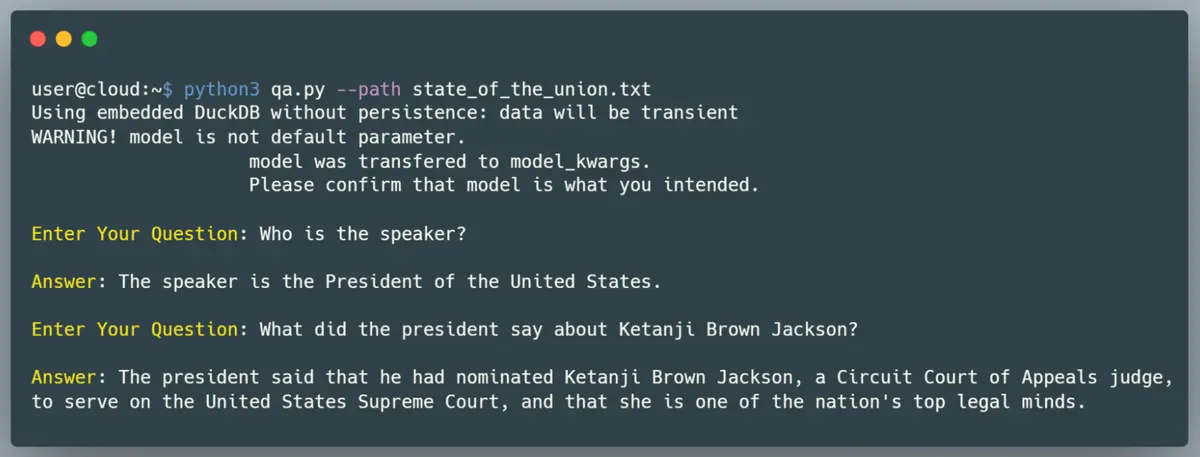 user@cloud:~$ python3 qa.py --path state_of_the_union.txt
Using embedded DuckDB without persistence: data will be transient
WARNING! model is not default parameter.
model was transfered to model_kwargs.
Please confirm that model is what you intended.
Enter Your Question: Who is the speaker?
Answer: The speaker is the President of the United States.
Enter Your Question: What did the president say about Ketanji Brown Jackson?
Answer: The president said that he had nominated Ketanji Brown Jackson, a Circuit Court of Appeals judge,
to serve on the United States Supreme Court, and that she is one of the nation's top legal minds.